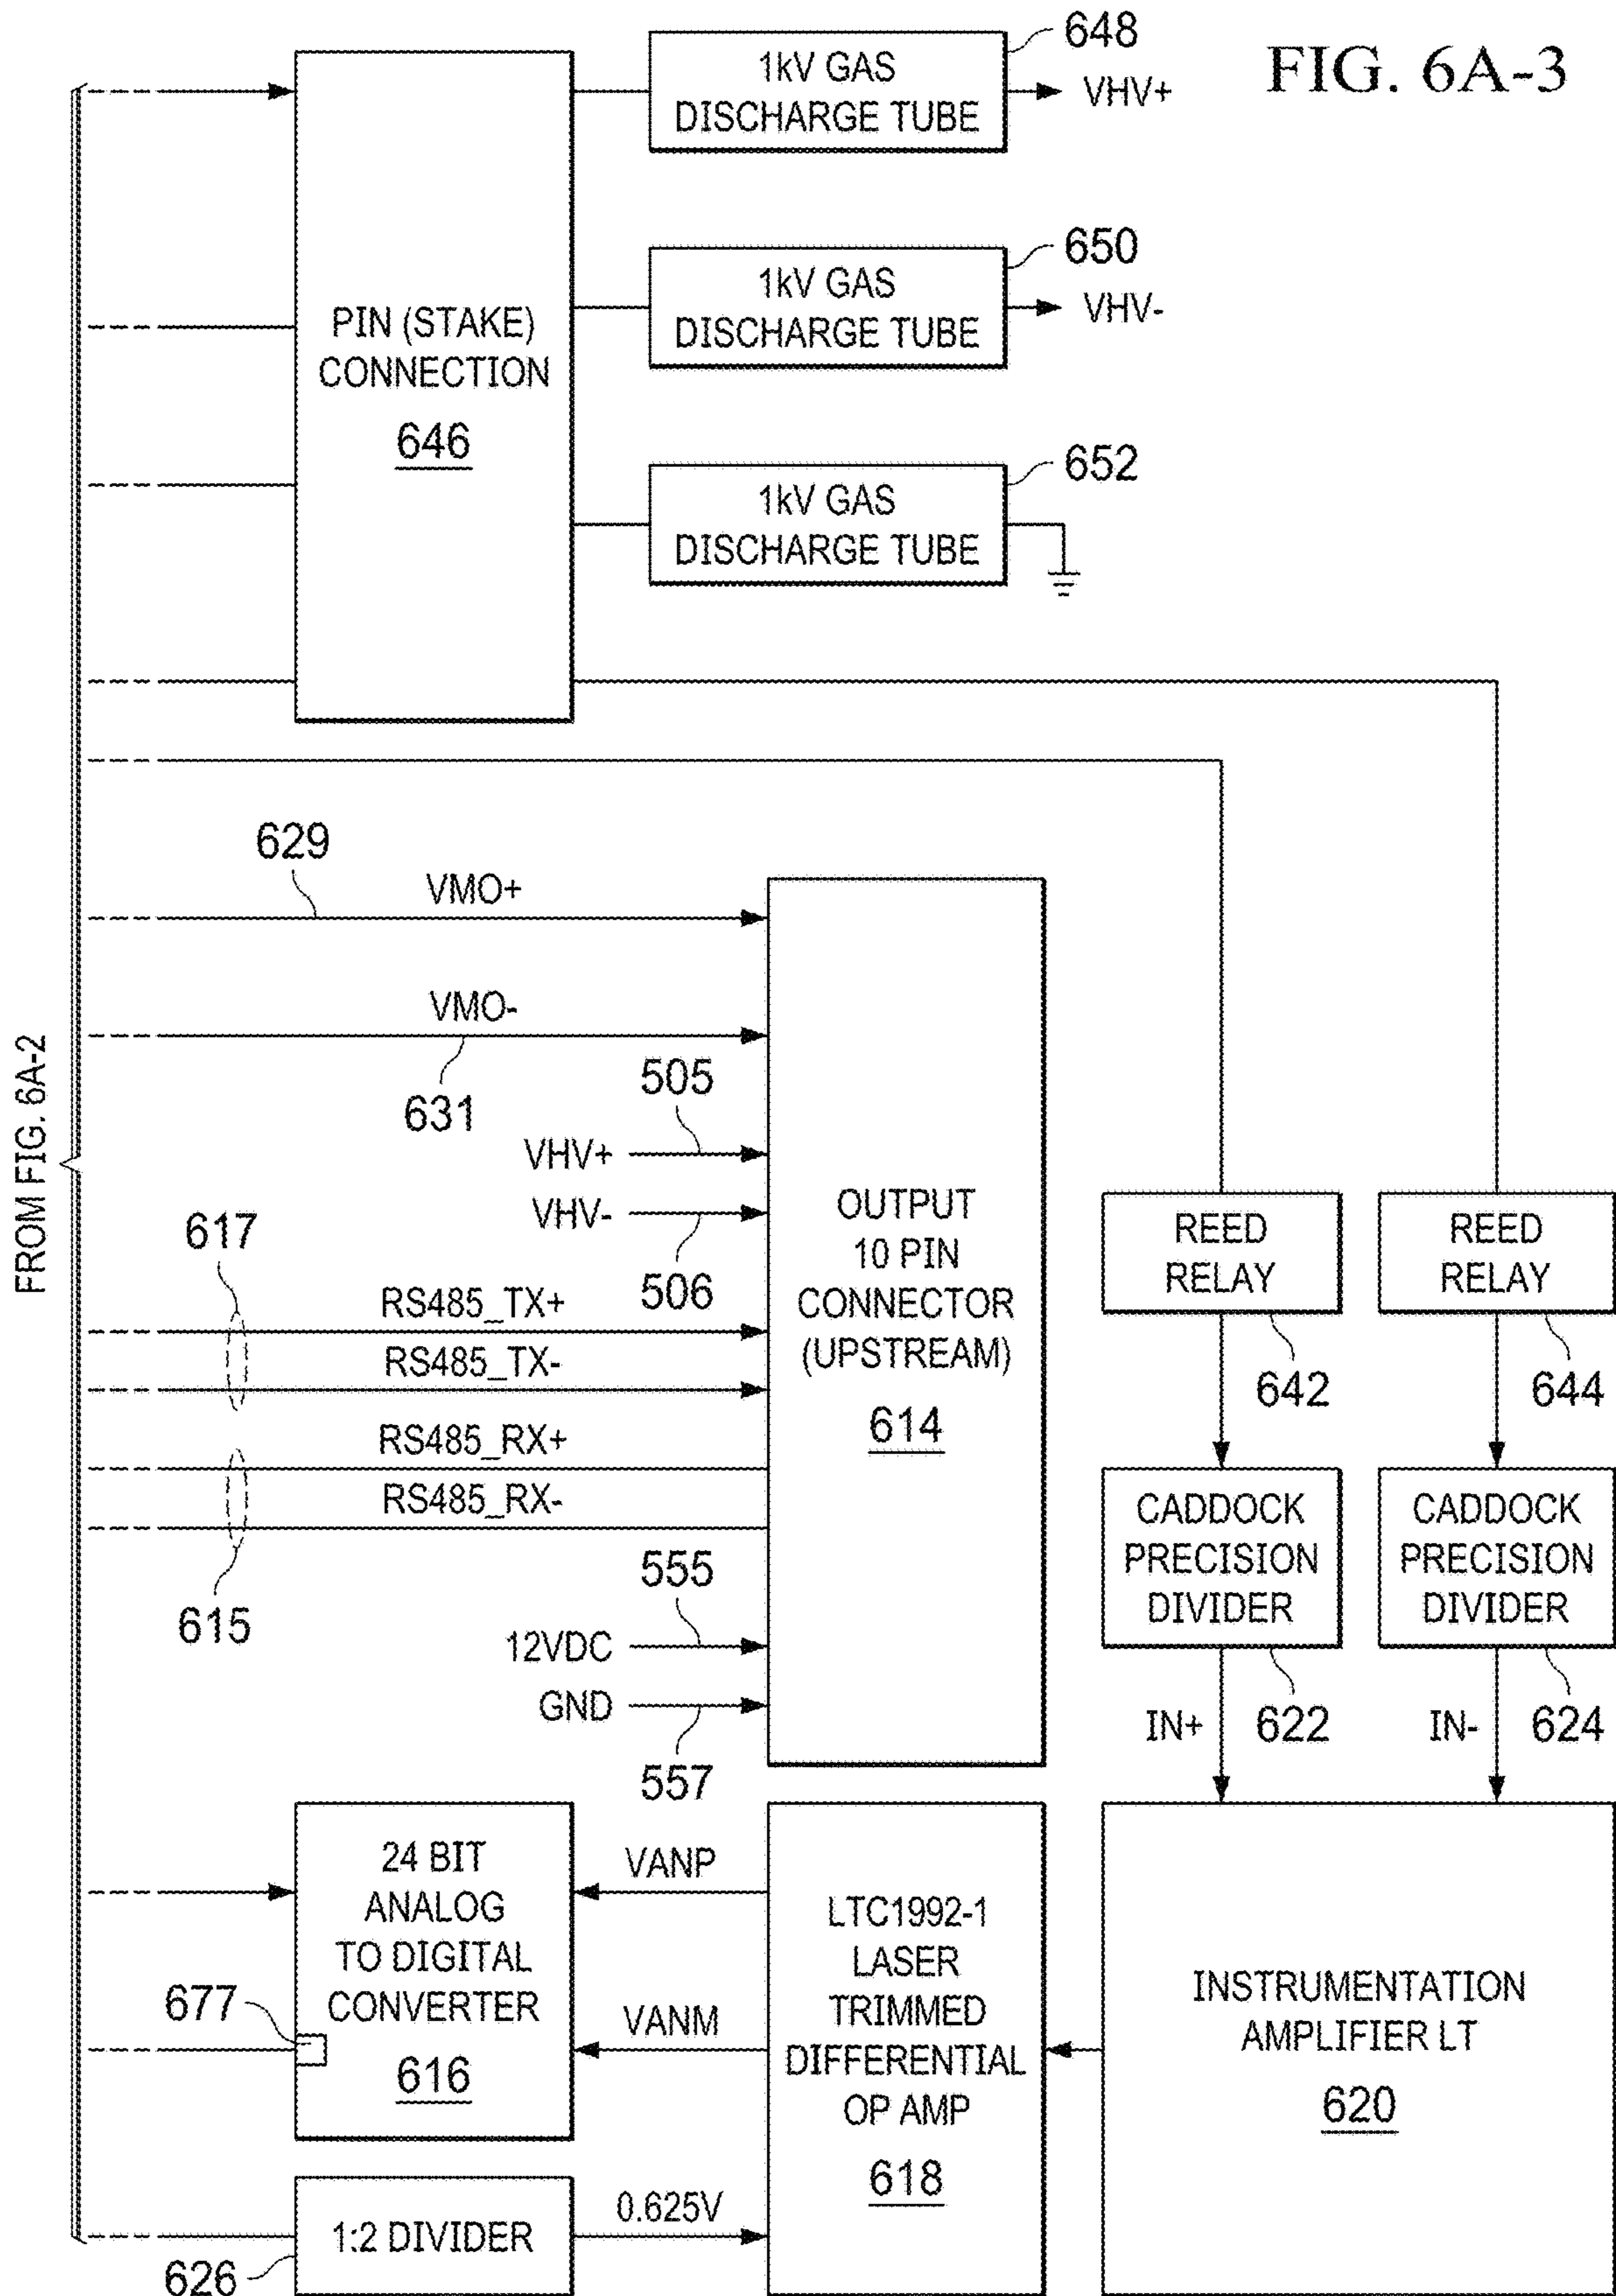 FIG. 6A-3
648
1kV GAS
DISCHARGE TUBE
VHV+
650
1kV GAS
DISCHARGE TUBE
VHV-
PIN (STAKE)
CONNECTION
646
652
1kV GAS
DISCHARGE TUBE
FROM FIG. 6A-2
629
VMO+
VMO-
631
505
VHV+
VHV-
506
617
RS485_TX+
RS485_TX-
RS485_RX+
RS485_RX-
615
555
12VDC
GND
557
OUTPUT
10 PIN
CONNECTOR
(UPSTREAM)
614
REED
RELAY
642
REED
RELAY
644
CADDOCK
PRECISION
DIVIDER
622
CADDOCK
PRECISION
DIVIDER
624
IN+
IN-
24 BIT
ANALOG
TO DIGITAL
CONVERTER
616
677
VANP
VANM
LTC1992-1
LASER
TRIMMED
DIFFERENTIAL
OP AMP
618
INSTRUMENTATION
AMPLIFIER LT
620
1:2 DIVIDER
626
0.625V